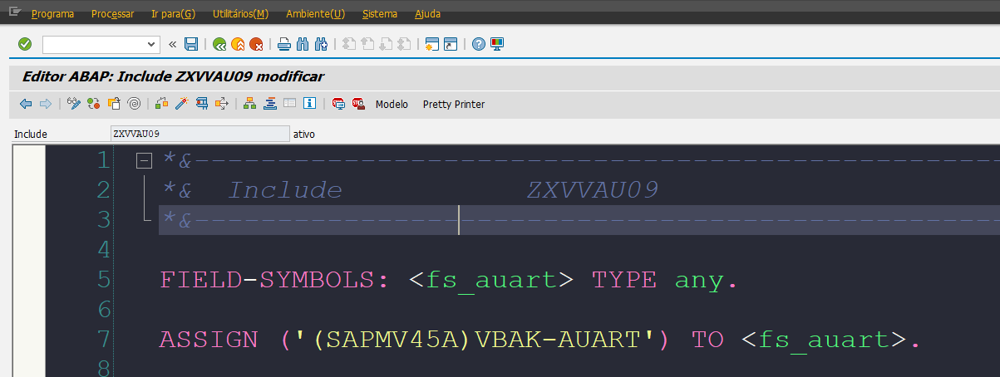 Programa Processar Ir para(G) Utilitários(M) Ambiente(U) Sistema Ajuda
«
Editor ABAP: Include ZXVVAU09 modificar
Modelo Pretty Printer
Include ZXVVAU09 ativo
1 *&--------------------------------------------------
2 *& Include ZXVVAU09
3 *&--------------------------------------------------
4
5 FIELD-SYMBOLS: <fs_auart> TYPE any.
6
7 ASSIGN ('(SAPMV45A)VBAK-AUART') TO <fs_auart>.
8